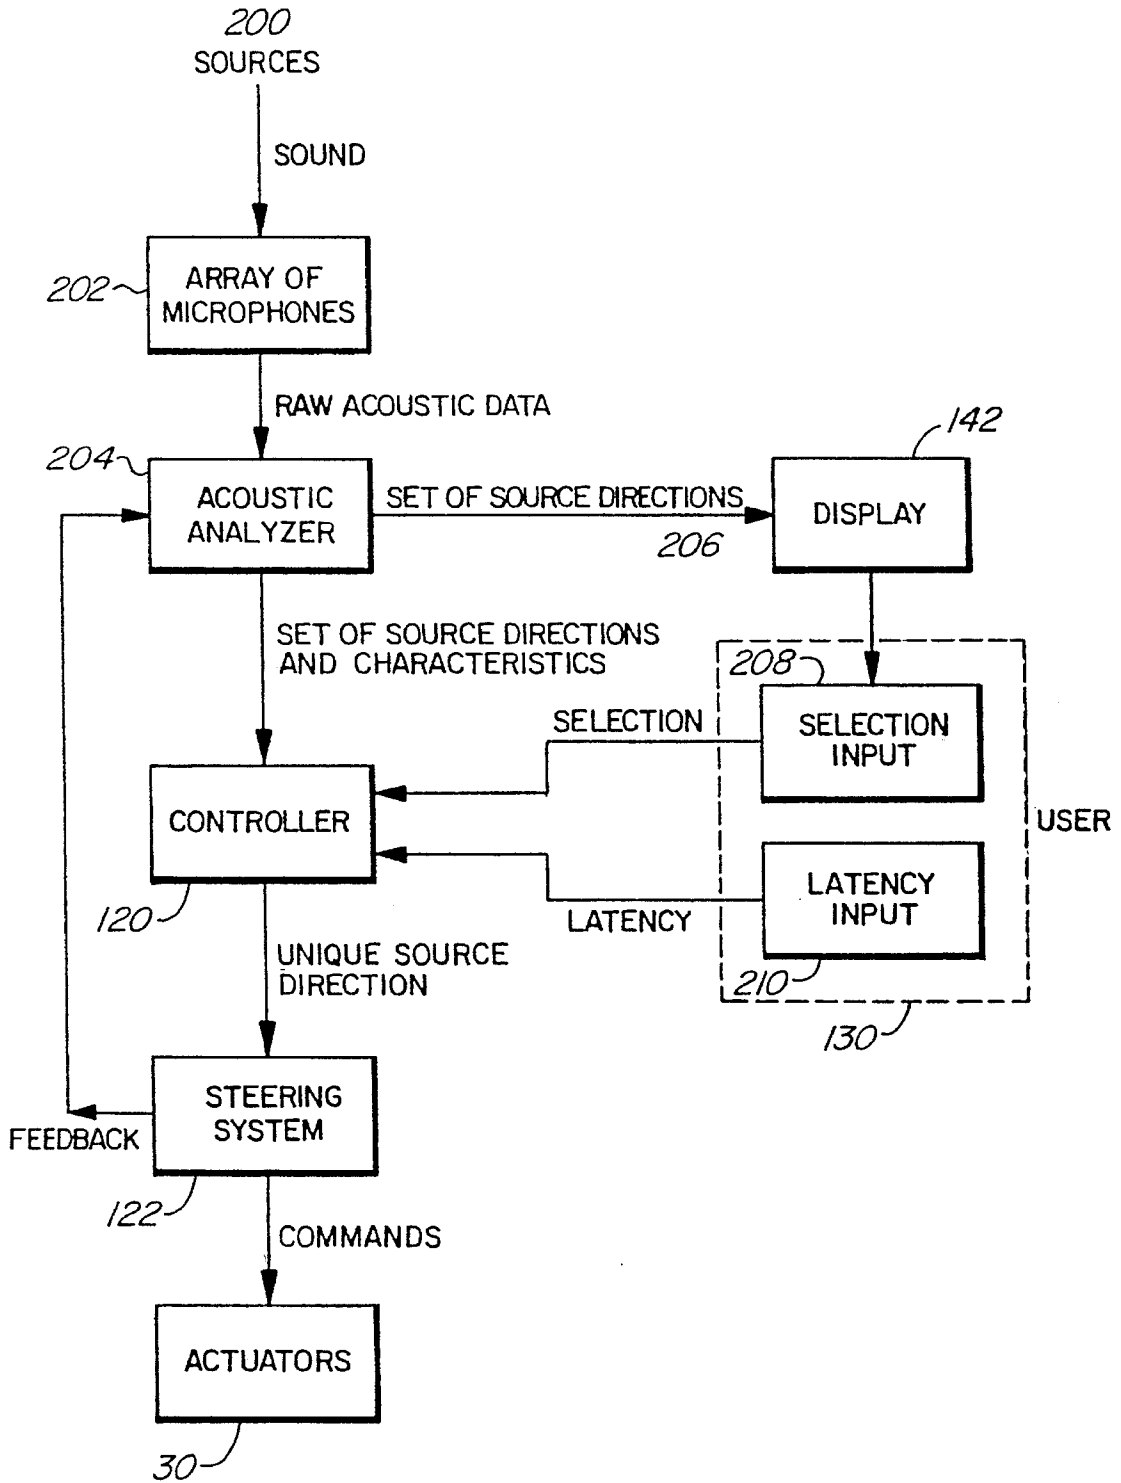 200
SOURCES
SOUND
202
ARRAY OF
MICROPHONES
RAW ACOUSTIC DATA
204
ACOUSTIC
ANALYZER
SET OF SOURCE DIRECTIONS
206
142
DISPLAY
SET OF SOURCE DIRECTIONS
AND CHARACTERISTICS
208
SELECTION
INPUT
SELECTION
CONTROLLER
120
USER
LATENCY
INPUT
LATENCY
210
130
UNIQUE SOURCE
DIRECTION
STEERING
SYSTEM
FEEDBACK
122
COMMANDS
ACTUATORS
30